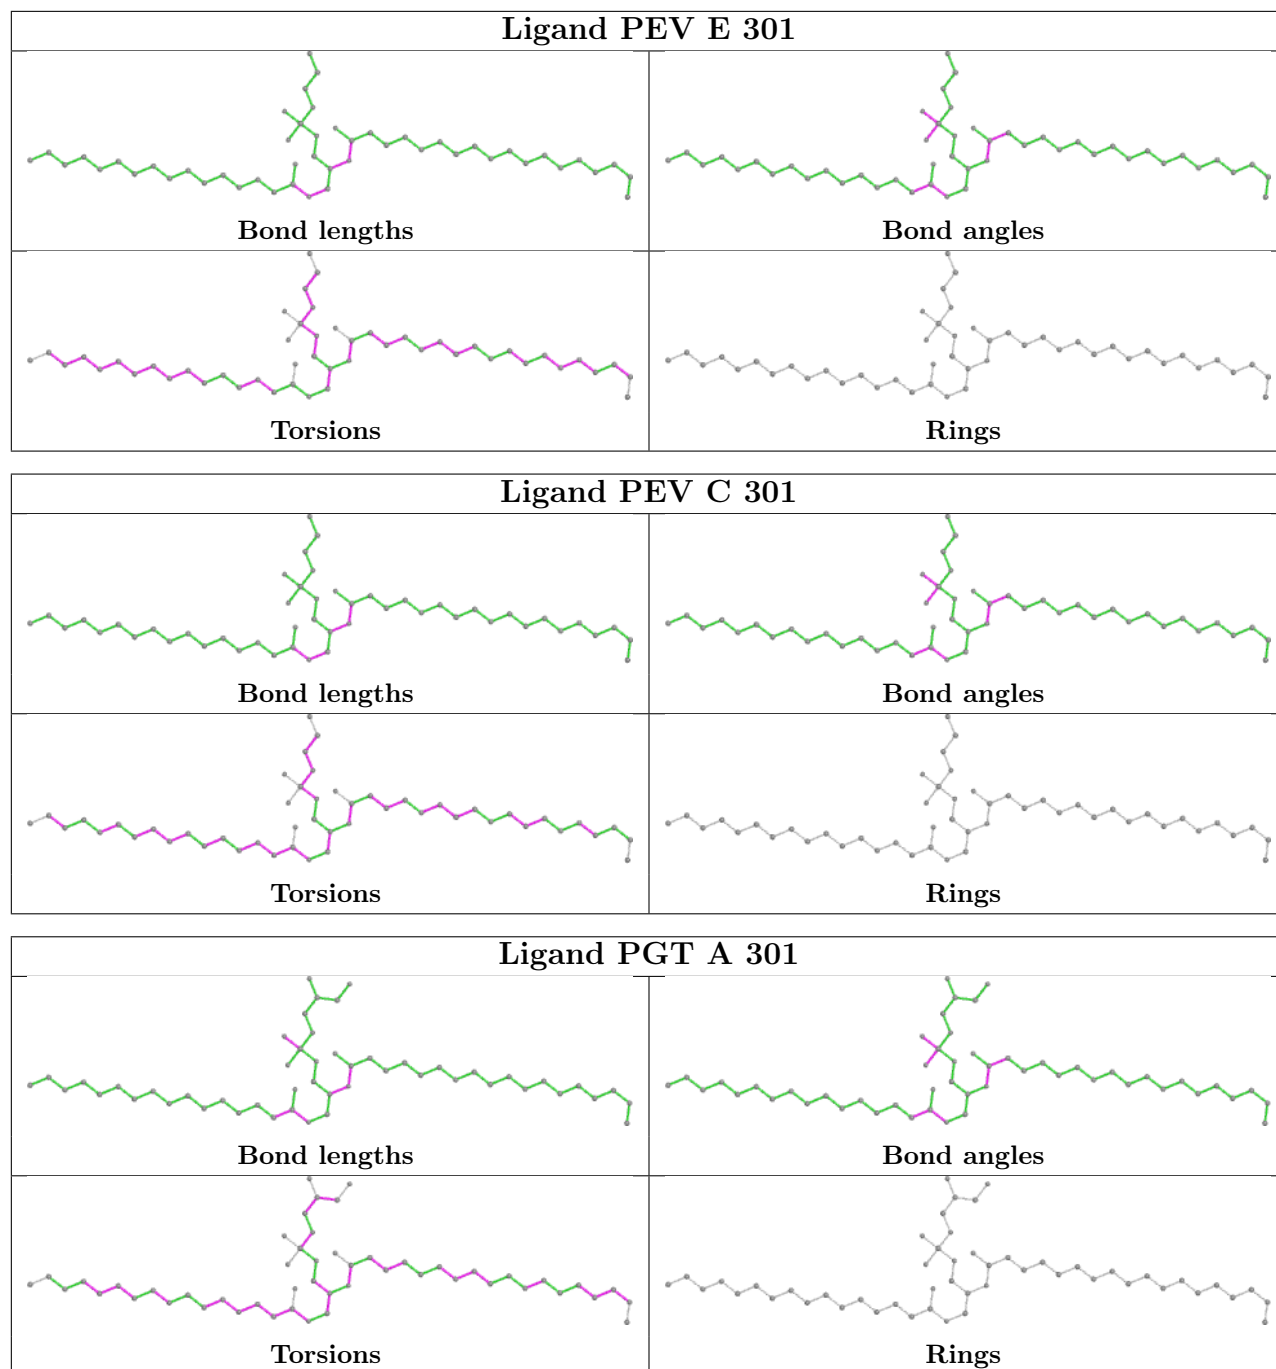 Ligand PEV E 301
Bond lengths
Bond angles
Torsions
Rings
Ligand PEV C 301
Bond lengths
Bond angles
Torsions
Rings
Ligand PGT A 301
Bond lengths
Bond angles
Torsions
Rings